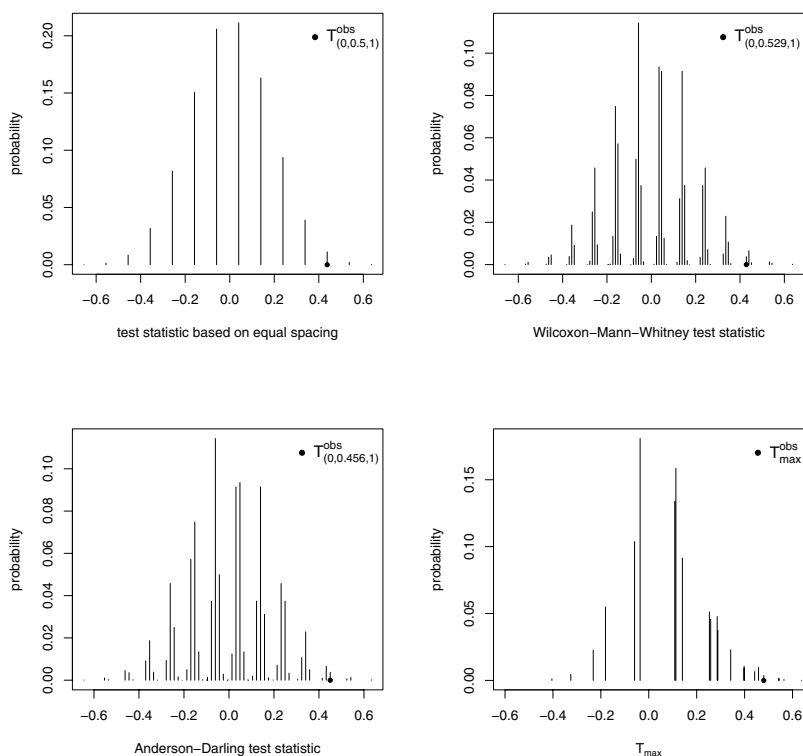 probability
0.00 0.05 0.10 0.15 0.20
T obs (0,0.5,1)
−0.6 −0.4 −0.2 0.0 0.2 0.4 0.6
test statistic based on equal spacing
probability
0.00 0.02 0.04 0.06 0.08 0.10
T obs (0,0.529,1)
−0.6 −0.4 −0.2 0.0 0.2 0.4 0.6
Wilcoxon−Mann−Whitney test statistic
probability
0.00 0.02 0.04 0.06 0.08 0.10
T obs (0,0.456,1)
−0.6 −0.4 −0.2 0.0 0.2 0.4 0.6
Anderson−Darling test statistic
probability
0.00 0.05 0.10 0.15
T obs max
−0.6 −0.4 −0.2 0.0 0.2 0.4 0.6
T max